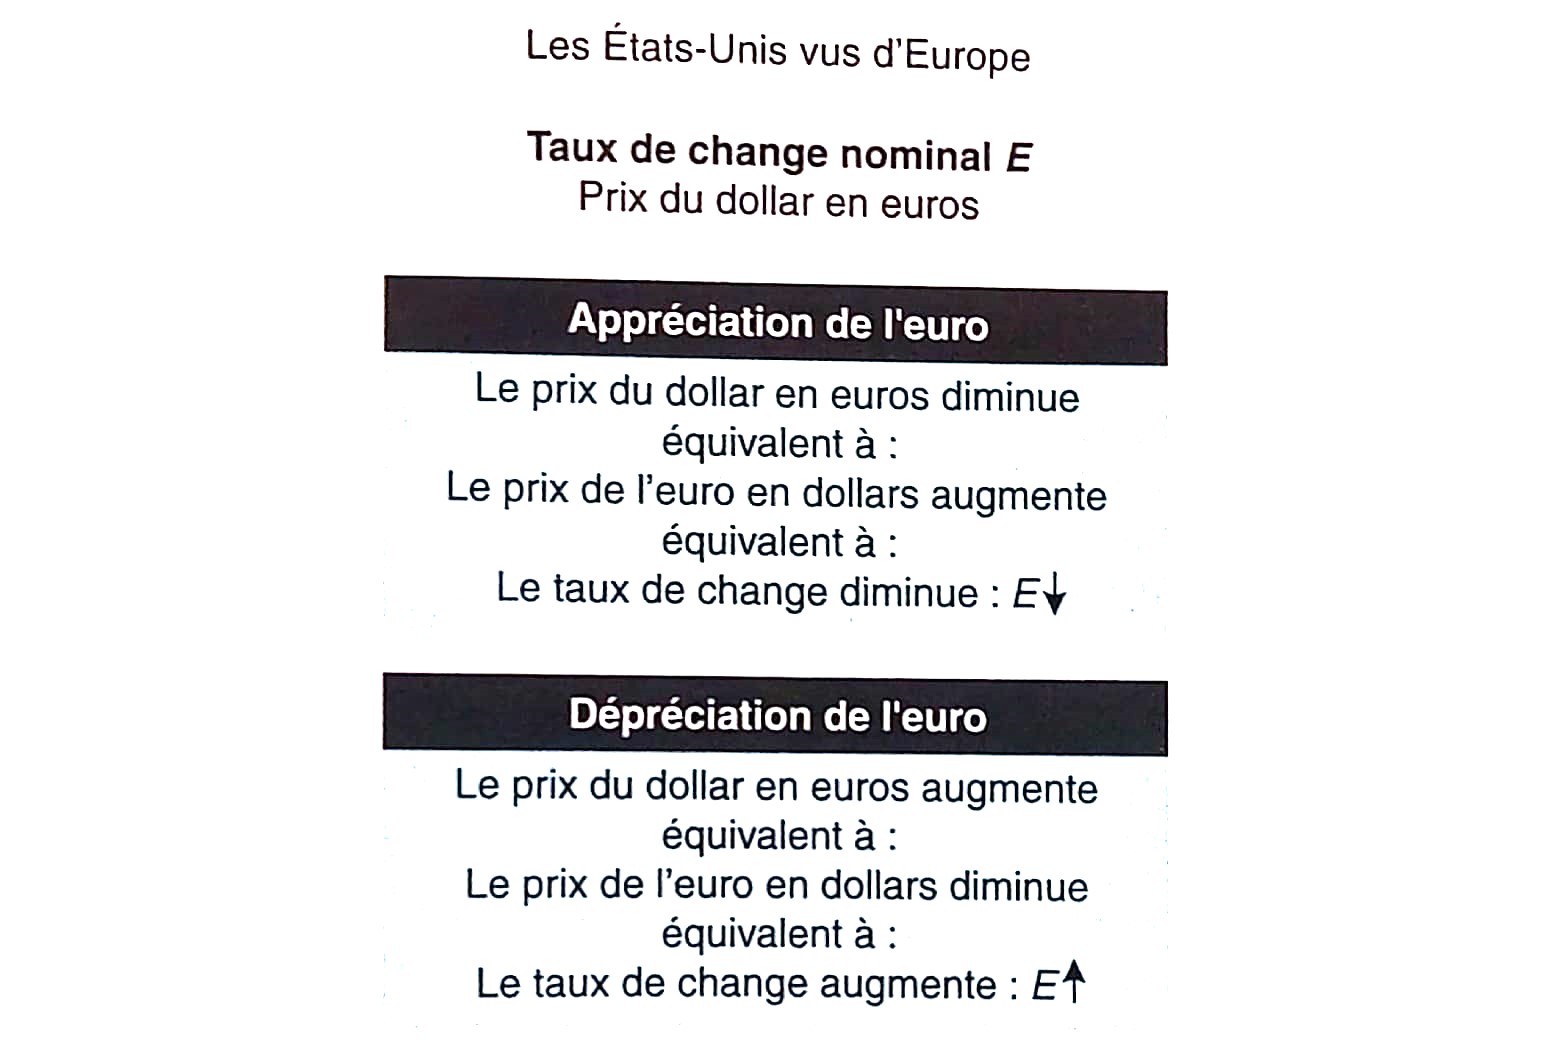 Les États-Unis vus d'Europe
Taux de change nominal E
Prix du dollar en euros
Appréciation de l'euro
Le prix du dollar en euros diminue
équivalent à :
Le prix de l'euro en dollars augmente
équivalent à :
Le taux de change diminue : E↓
Dépréciation de l'euro
Le prix du dollar en euros augmente
équivalent à :
Le prix de l'euro en dollars diminue
équivalent à :
Le taux de change augmente : E↑